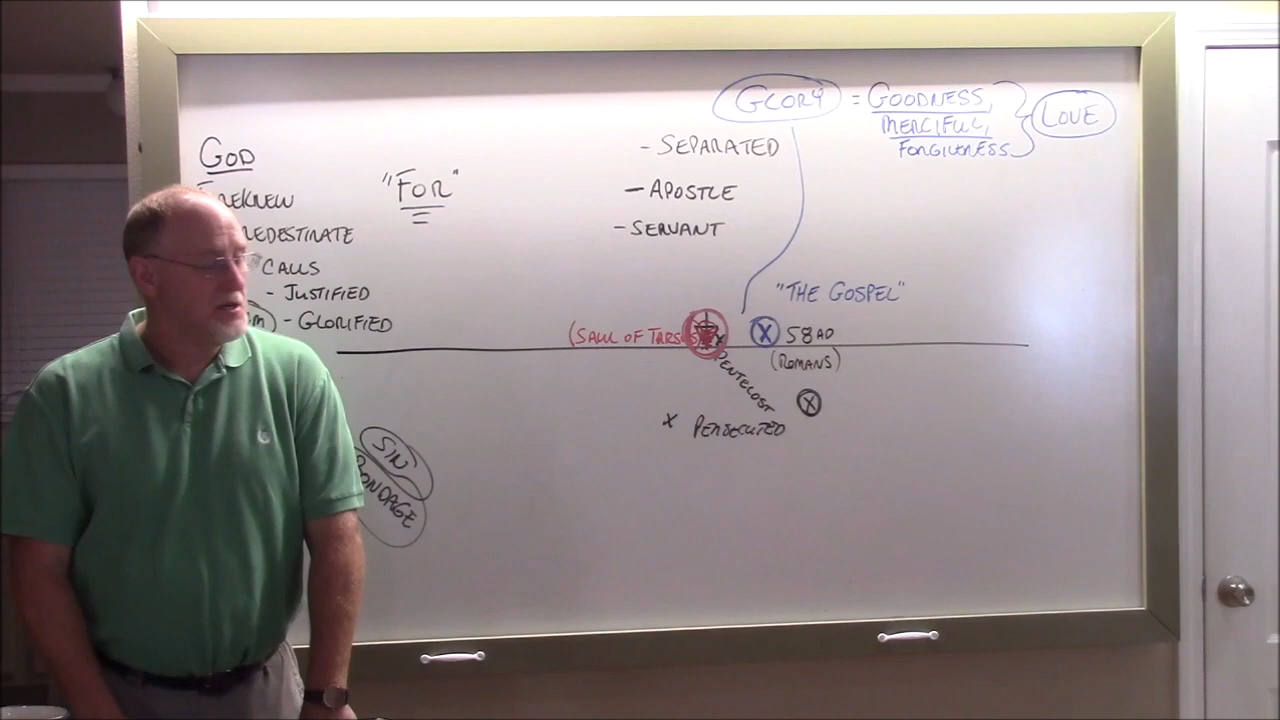 GLORY = GOODNESS, } LOVE
MERCIFUL,
FORGIVENESS
GOD
"FOR"
- SEPARATED
- APOSTLE
- SERVANT
CALLS
- JUSTIFIED
- GLORIFIED
"THE GOSPEL"
(SAUL OF TARSUS) X X 58 AD
(ROMANS)
PENTECOST
X
X PERSECUTED
SIN
BONDAGE